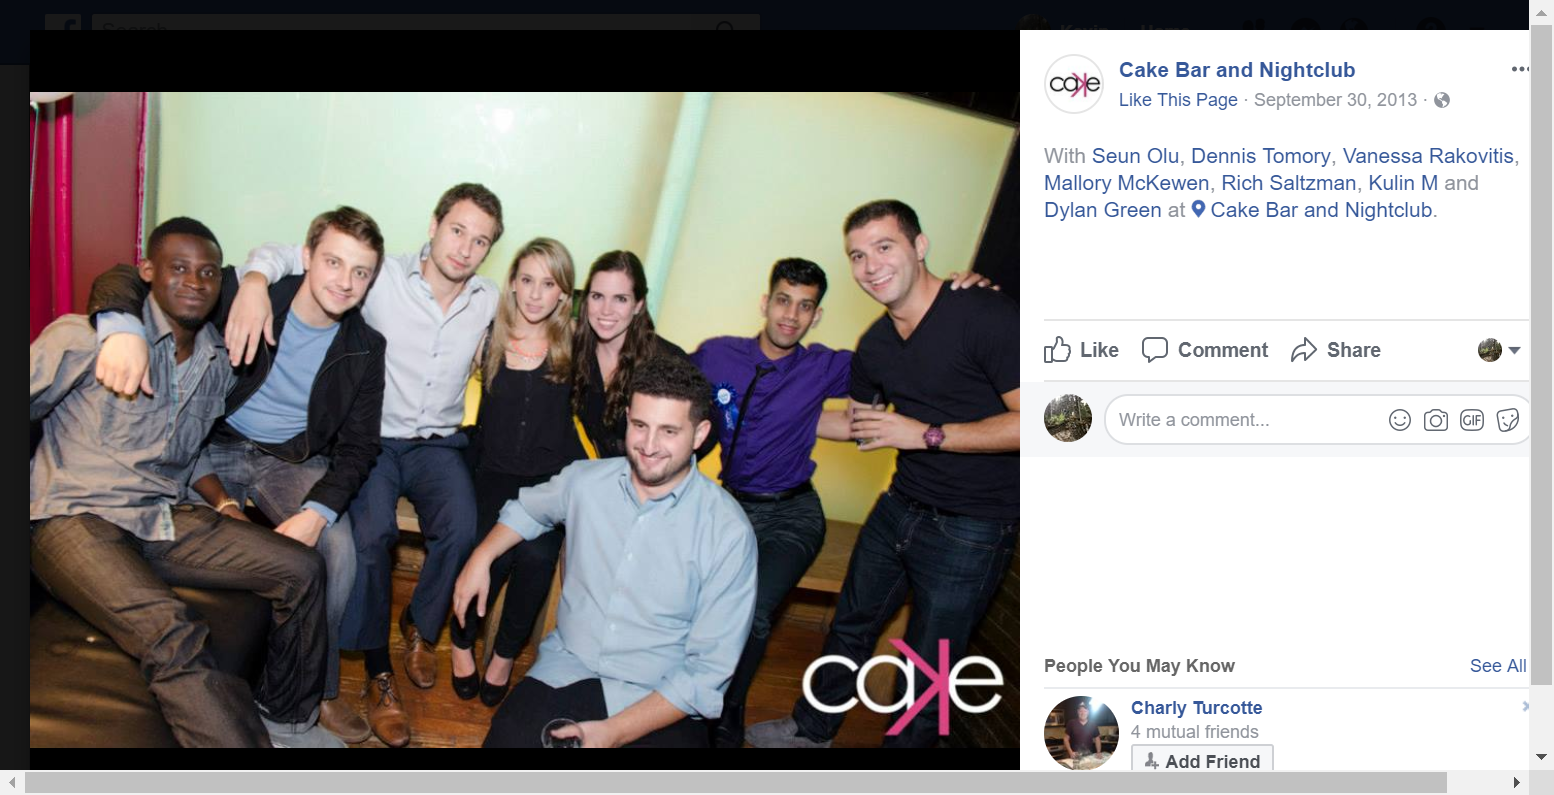 Search
Home
cake
Cake Bar and Nightclub
Like This Page · September 30, 2013 ·
With Seun Olu, Dennis Tomory, Vanessa Rakovitis,
Mallory McKewen, Rich Saltzman, Kulin M and
Dylan Green at Cake Bar and Nightclub.
Like Comment Share
Write a comment...
GIF
cake
People You May Know
See All
Charly Turcotte
4 mutual friends
Add Friend